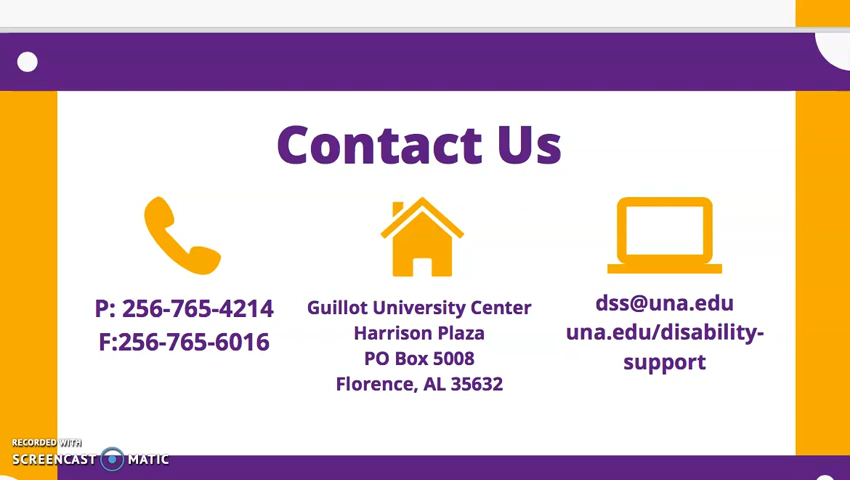 Contact Us
P: 256-765-4214
F:256-765-6016
Guillot University Center
Harrison Plaza
PO Box 5008
Florence, AL 35632
dss@una.edu
una.edu/disability-
support
RECORDED WITH
SCREENCAST MATIC